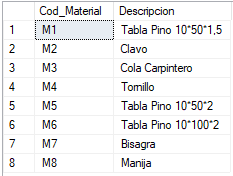 Cod_Material Descripcion
1 M1 Tabla Pino 10*50*1,5
2 M2 Clavo
3 M3 Cola Carpintero
4 M4 Tornillo
5 M5 Tabla Pino 10*50*2
6 M6 Tabla Pino 10*100*2
7 M7 Bisagra
8 M8 Manija